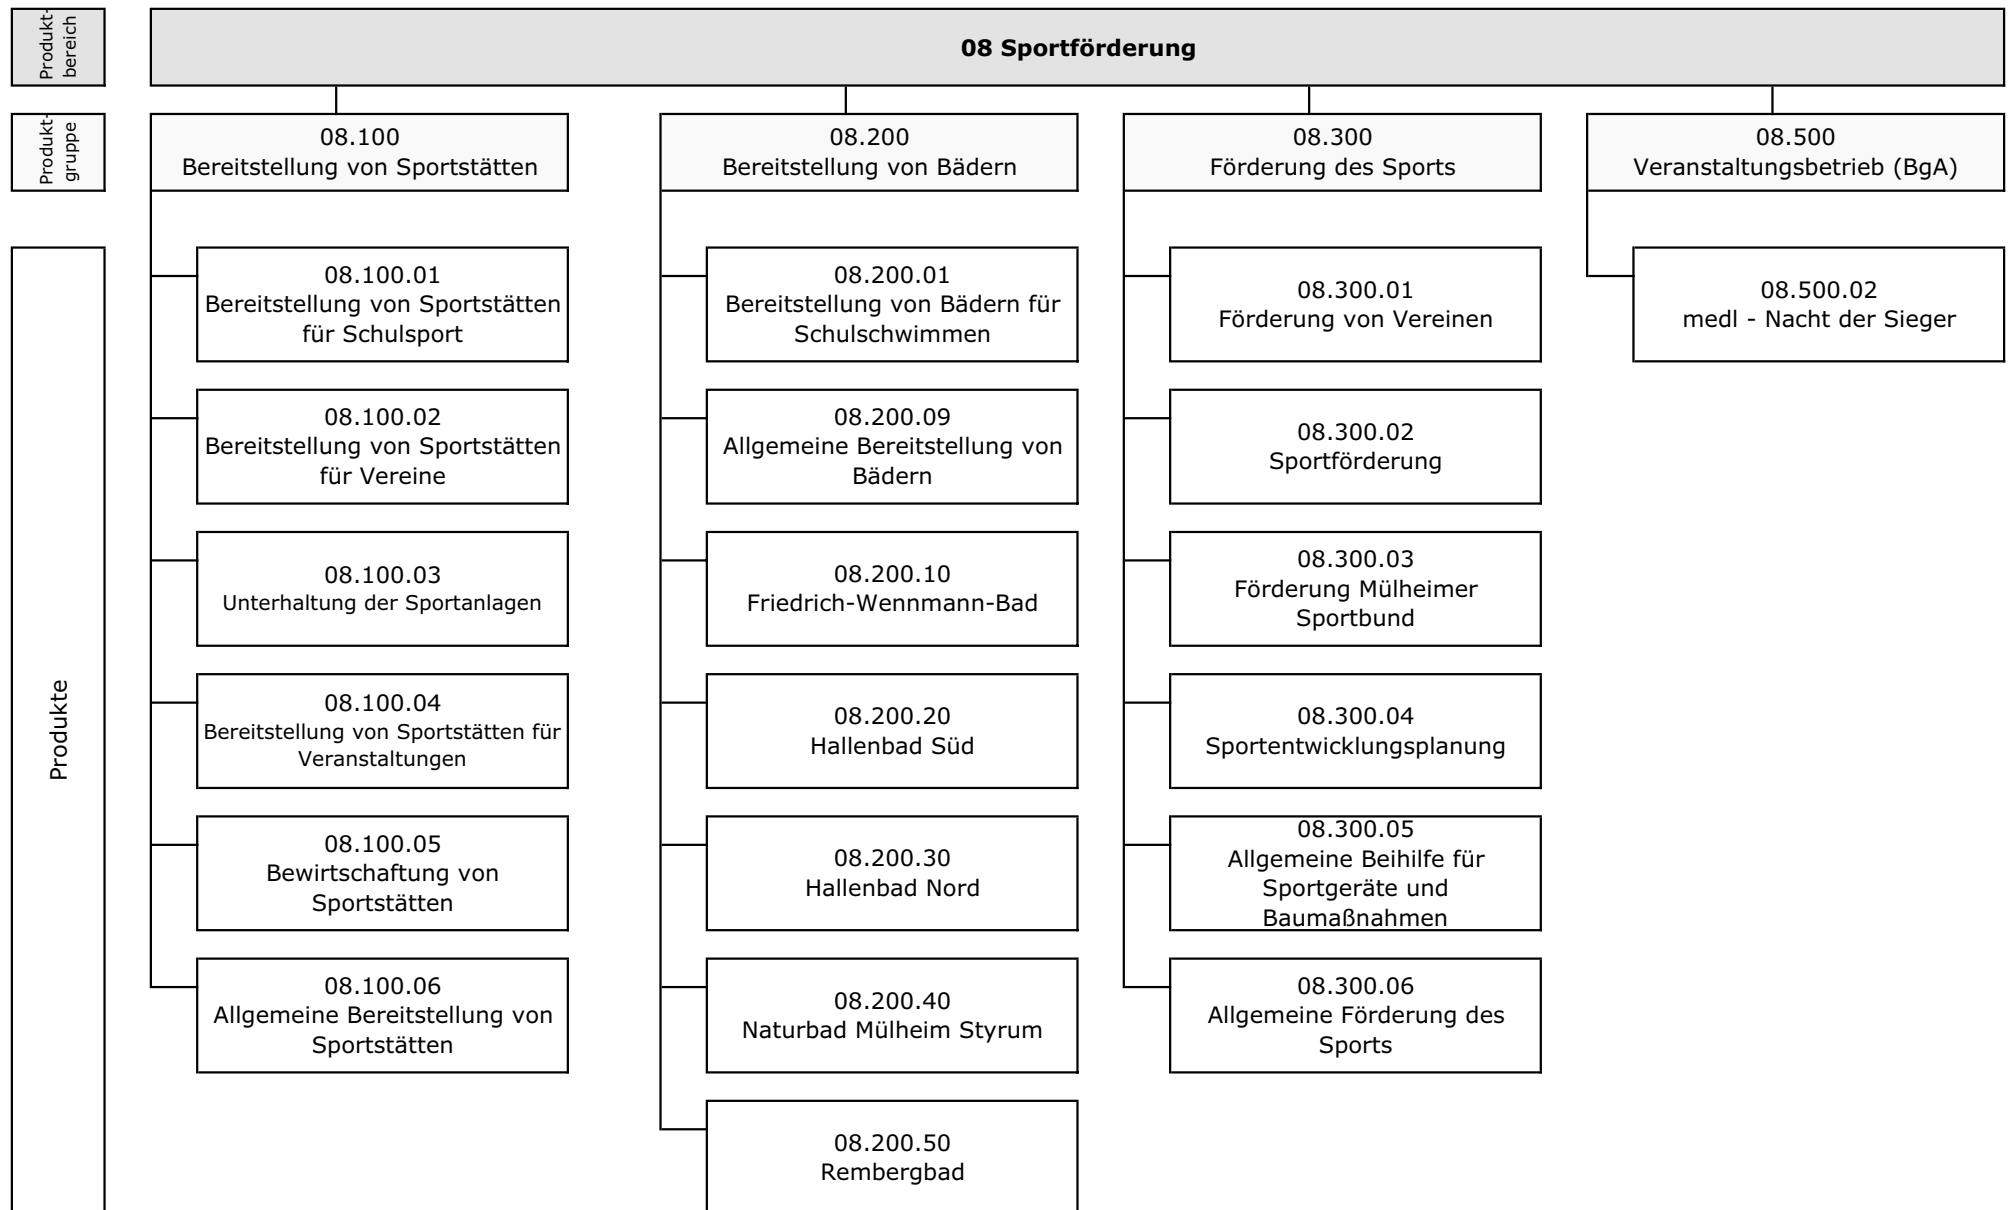 Produkt-
bereich
08 Sportförderung
Produkt-
gruppe
08.100
Bereitstellung von Sportstätten
08.200
Bereitstellung von Bädern
08.300
Förderung des Sports
08.500
Veranstaltungsbetrieb (BgA)
Produkte
08.100.01
Bereitstellung von Sportstätten
für Schulsport
08.100.02
Bereitstellung von Sportstätten
für Vereine
08.100.03
Unterhaltung der Sportanlagen
08.100.04
Bereitstellung von Sportstätten für
Veranstaltungen
08.100.05
Bewirtschaftung von
Sportstätten
08.100.06
Allgemeine Bereitstellung von
Sportstätten
08.200.01
Bereitstellung von Bädern für
Schulschwimmen
08.200.09
Allgemeine Bereitstellung von
Bädern
08.200.10
Friedrich-Wennmann-Bad
08.200.20
Hallenbad Süd
08.200.30
Hallenbad Nord
08.200.40
Naturbad Mülheim Styrum
08.200.50
Rembergbad
08.300.01
Förderung von Vereinen
08.300.02
Sportförderung
08.300.03
Förderung Mülheimer
Sportbund
08.300.04
Sportentwicklungsplanung
08.300.05
Allgemeine Beihilfe für
Sportgeräte und
Baumaßnahmen
08.300.06
Allgemeine Förderung des
Sports
08.500.02
medl - Nacht der Sieger